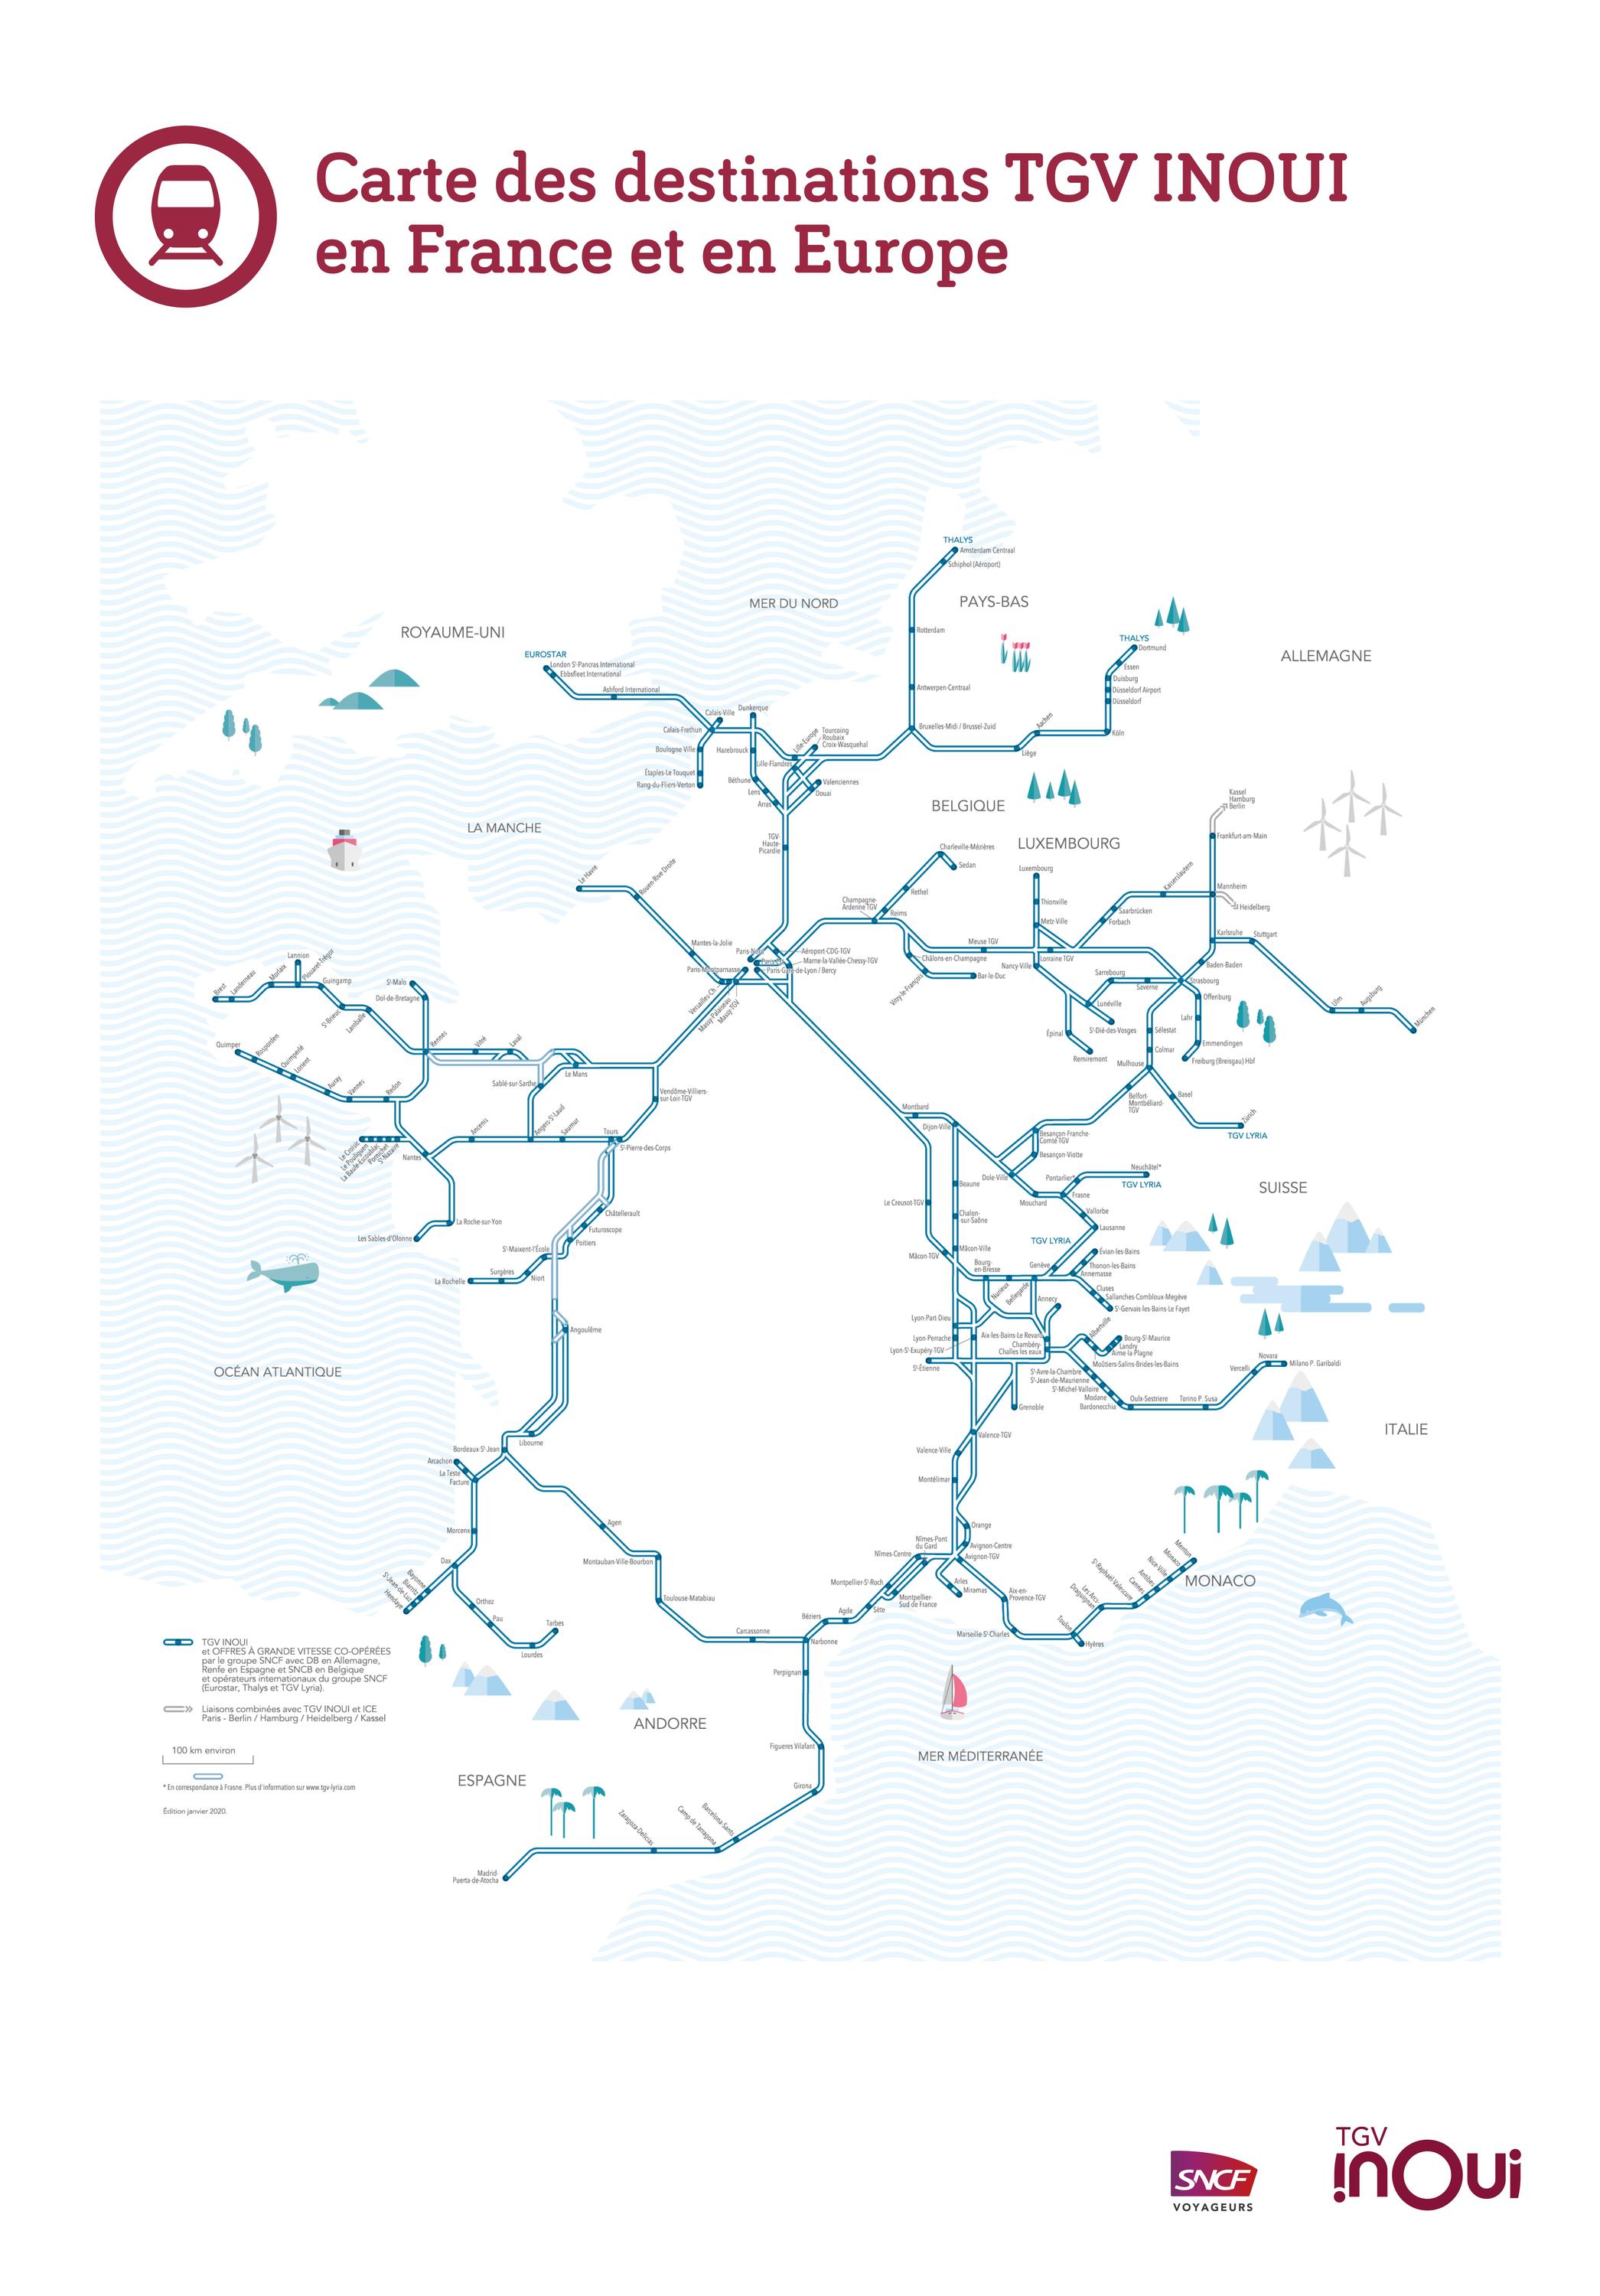 Carte des destinations TGV INOUI
en France et en Europe
THALYS
Amsterdam Centraal
Schiphol (Aéroport)
MER DU NORD
PAYS-BAS
ROYAUME-UNI
Rotterdam
THALYS
Dortmund
ALLEMAGNE
EUROSTAR
London St-Pancras International
Ebbsfleet International
Essen
Duisburg
Düsseldorf Airport
Düsseldorf
Ashford International
Antwerpen-Centraal
Calais-Ville
Dunkerque
Calais-Frethun
Lille-Europe
Tourcoing
Roubaix
Croix-Wasquehal
Bruxelles-Midi / Brussel-Zuid
Aachen
Köln
Liège
Boulogne Ville
Hazebrouck
Lille-Flandres
Étaples-Le Touquet
Rang-du-Fliers-Verton
Béthune
Lens
Arras
Valenciennes
Douai
BELGIQUE
Kassel
Hamburg
Berlin
LA MANCHE
TGV-
Haute-
Picardie
LUXEMBOURG
Frankfurt-am-Main
Charleville-Mézières
Sedan
Luxembourg
Le Havre
Rouen-Rive Droite
Rethel
Thionville
Kaiserslautern
Mannheim
Heidelberg
Champagne-
Ardenne TGV
Reims
Metz-Ville
Saarbrücken
Forbach
Karlsruhe
Stuttgart
Mantes-la-Jolie
Paris-Nord
Aéroport-CDG-TGV
Marne-la-Vallée-Chessy-TGV
Paris-Montparnasse
Paris-Gare-de-Lyon / Bercy
Versailles-Ch.
Massy-Palaiseau
Massy-TGV
Meuse TGV
Châlons-en-Champagne
Nancy-Ville
Lorraine TGV
Vitry-le-François
Bar-le-Duc
Sarrebourg
Saverne
Strasbourg
Baden-Baden
Offenburg
Lunéville
St-Dié-des-Vosges
Épinal
Remiremont
Lahr
Sélestat
Emmendingen
Colmar
Freiburg (Breisgau) Hbf
Mulhouse
Ulm
Augsburg
München
Lannion
Brest
Landerneau
Morlaix
Plouaret-Trégor
Guingamp
St-Brieuc
Lamballe
St-Malo
Dol-de-Bretagne
Rennes
Vitré
Laval
Le Mans
Sablé-sur-Sarthe
Quimper
Rosporden
Quimperlé
Lorient
Auray
Vannes
Redon
Vendôme-Villiers-
sur-Loir-TGV
Belfort-
Montbéliard-
TGV
Basel
Zürich
TGV LYRIA
Montbard
Dijon-Ville
Besançon-Franche-
Comté TGV
Besançon-Viotte
Ancenis
Angers-St-Laud
Saumur
Tours
St-Pierre-des-Corps
Le Croisic
Le Pouliguen
La Baule-Escoublac
Pornichet
St-Nazaire
Nantes
Dole-Ville
Pontarlier*
Neuchâtel*
TGV LYRIA
SUISSE
Mouchard
Frasne
Beaune
Le Creusot-TGV
Chalon-
sur-Saône
Vallorbe
Lausanne
La Roche-sur-Yon
Les Sables-d'Olonne
Châtellerault
Futuroscope
Poitiers
St-Maixent-l'École
Niort
Surgères
La Rochelle
Mâcon-TGV
Mâcon-Ville
TGV LYRIA
Bourg-
en-Bresse
Nurieux
Bellegarde
Genève
Évian-les-Bains
Thonon-les-Bains
Annemasse
Cluses
Sallanches-Combloux-Megève
St-Gervais-les-Bains-Le Fayet
Annecy
Lyon-Part-Dieu
Lyon-Perrache
Lyon-St-Exupéry-TGV
St-Étienne
Aix-les-Bains-Le Revard
Chambéry-
Challes les eaux
Albertville
Bourg-St-Maurice
Landry
Aime-la-Plagne
Moûtiers-Salins-Brides-les-Bains
St-Avre-la-Chambre
St-Jean-de-Maurienne
St-Michel-Valloire
Modane
Bardonecchia
Oulx-Sestriere
Torino P. Susa
Vercelli
Novara
Milano P. Garibaldi
Angoulême
OCÉAN ATLANTIQUE
Grenoble
ITALIE
Valence-TGV
Valence-Ville
Montélimar
Libourne
Bordeaux-St-Jean
Arcachon
La Teste
Facture
Agen
Morcenx
Dax
Montauban-Ville-Bourbon
Orange
Avignon-Centre
Avignon-TGV
Nîmes-Pont
du Gard
Nîmes-Centre
Montpellier-St-Roch
Montpellier-
Sud de France
Arles
Miramas
Aix-en-
Provence-TGV
Menton
Monaco
Nice-Ville
Antibes
Cannes
St-Raphaël-Valescure
Les Arcs-
Draguignan
MONACO
Bayonne
Biarritz
St-Jean-de-Luz
Hendaye
Orthez
Pau
Lourdes
Tarbes
Toulouse-Matabiau
Carcassonne
Narbonne
Béziers
Agde
Sète
Marseille-St-Charles
Toulon
Hyères
Perpignan
TGV INOUI
et OFFRES À GRANDE VITESSE CO-OPÉRÉES
par le groupe SNCF avec DB en Allemagne,
Renfe en Espagne et SNCB en Belgique
et opérateurs internationaux du groupe SNCF
(Eurostar, Thalys et TGV Lyria).
Liaisons combinées avec TGV INOUI et ICE
Paris - Berlin / Hamburg / Heidelberg / Kassel
100 km environ
* En correspondance à Frasne. Plus d'information sur www.tgv-lyria.com
Édition janvier 2020.
ANDORRE
Figueres Vilafant
MER MÉDITERRANÉE
ESPAGNE
Girona
Barcelona-Sants
Camp de Tarragona
Zaragoza-Delicias
Madrid-
Puerta-de-Atocha
SNCF
VOYAGEURS
TGV
inOui